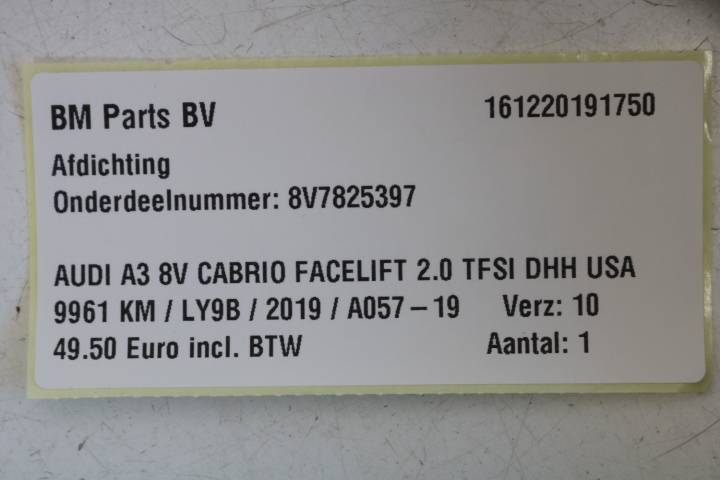 BM Parts BV 161220191750
Afdichting
Onderdeelnummer: 8V7825397
AUDI A3 8V CABRIO FACELIFT 2.0 TFSI DHH USA
9961 KM / LY9B / 2019 / A057-19 Verz: 10
49.50 Euro incl. BTW Aantal: 1